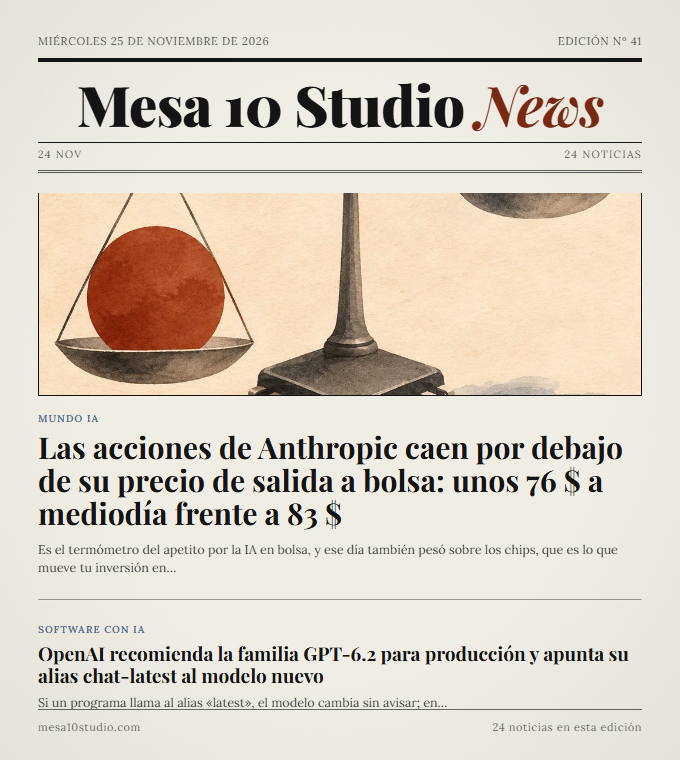 MIÉRCOLES 25 DE NOVIEMBRE DE 2026
EDICIÓN Nº 41
Mesa 10 Studio News
24 NOV
24 NOTICIAS
MUNDO IA
Las acciones de Anthropic caen por debajo
de su precio de salida a bolsa: unos 76 $ a
mediodía frente a 83 $
Es el termómetro del apetito por la IA en bolsa, y ese día también pesó sobre los chips, que es lo que
mueve tu inversión en...
SOFTWARE CON IA
OpenAI recomienda la familia GPT-6.2 para producción y apunta su
alias chat-latest al modelo nuevo
Si un programa llama al alias «latest», el modelo cambia sin avisar; en...
mesa10studio.com
24 noticias en esta edición